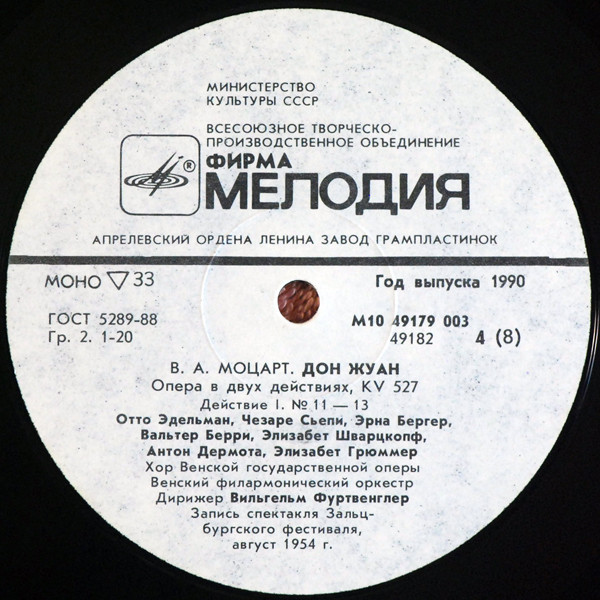 МИНИСТЕРСТВО
КУЛЬТУРЫ СССР
ВСЕСОЮЗНОЕ ТВОРЧЕСКО-
ПРОИЗВОДСТВЕННОЕ ОБЪЕДИНЕНИЕ
ФИРМА
®
МЕЛОДИЯ
АПРЕЛЕВСКИЙ ОРДЕНА ЛЕНИНА ЗАВОД ГРАМПЛАСТИНОК
МОНО ▽ 33
Год выпуска 1990
ГОСТ 5289-88
М10 49179 003
Гр. 2. 1-20
49182 4 (8)
В. А. МОЦАРТ. ДОН ЖУАН
Опера в двух действиях, KV 527
Действие I. № 11 — 13
Отто Эдельман, Чезаре Сьепи, Эрна Бергер,
Вальтер Берри, Элизабет Шварцкопф,
Антон Дермота, Элизабет Грюммер
Хор Венской государственной оперы
Венский филармонический оркестр
Дирижер Вильгельм Фуртвенглер
Запись спектакля Зальц-
бургского фестиваля,
август 1954 г.